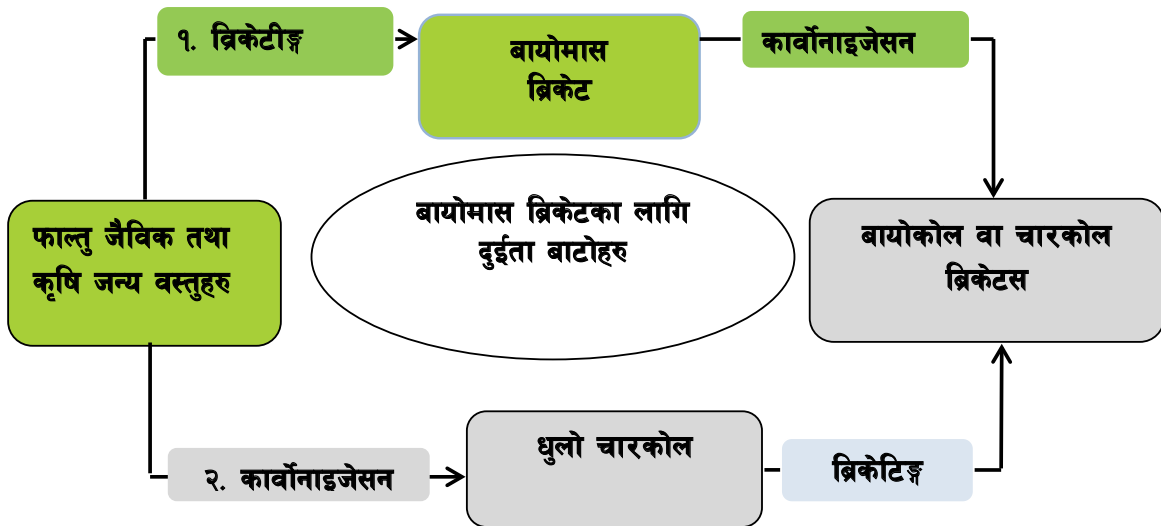 १. व्रिकेटीङ्ग
बायोमास
ब्रिकेट
कार्वोनाइजेसन
बायोमास ब्रिकेटका लागि
दुईता बाटोहरु
फाल्तु जैविक तथा
कृषि जन्य वस्तुहरु
बायोकोल वा चारकोल
ब्रिकेटस
२. कार्वोनाइजेसन
धुलो चारकोल
ब्रिकेटिङ्ग